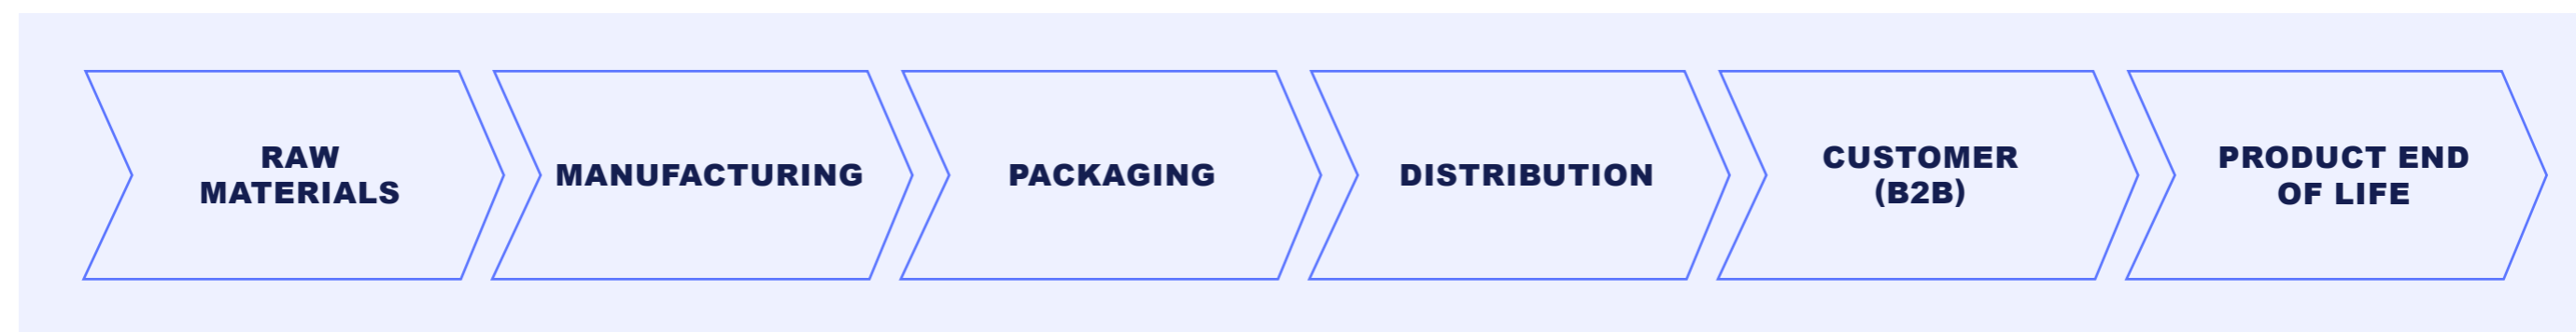 RAW
MATERIALS
MANUFACTURING
PACKAGING
DISTRIBUTION
CUSTOMER
(B2B)
PRODUCT END
OF LIFE